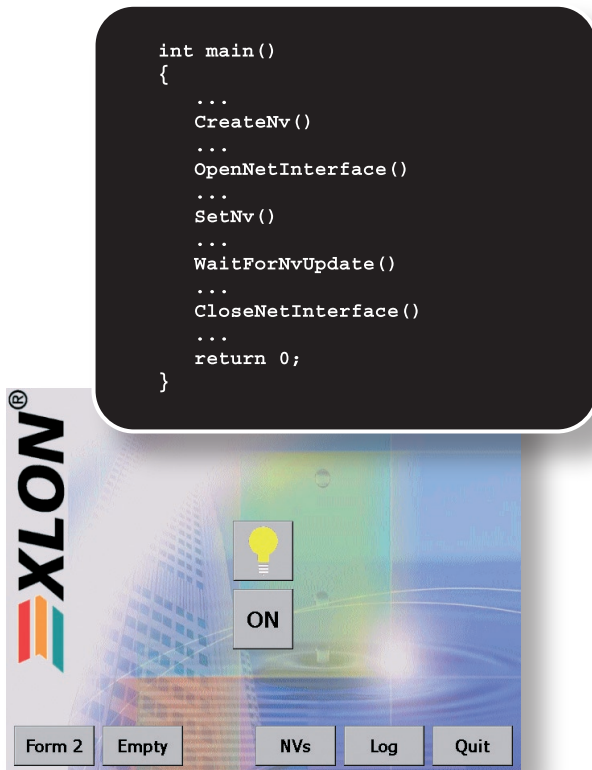 int main()
{
...
CreateNv()
...
OpenNetInterface()
...
SetNv()
...
WaitForNvUpdate()
...
CloseNetInterface()
...
return 0;
}
XLON®
ON
Form 2 Empty NVs Log Quit